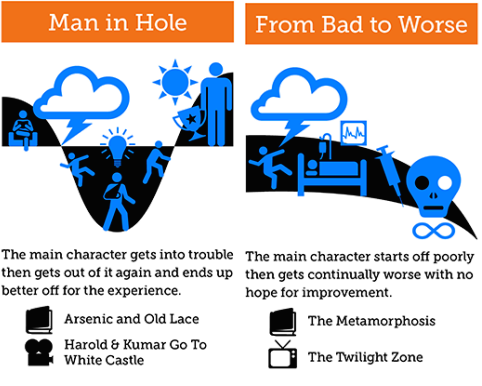 Man in Hole
The main character gets into trouble
then gets out of it again and ends up
better off for the experience.
Arsenic and Old Lace
Harold & Kumar Go To
White Castle
From Bad to Worse
The main character starts off poorly
then gets continually worse with no
hope for improvement.
The Metamorphosis
The Twilight Zone